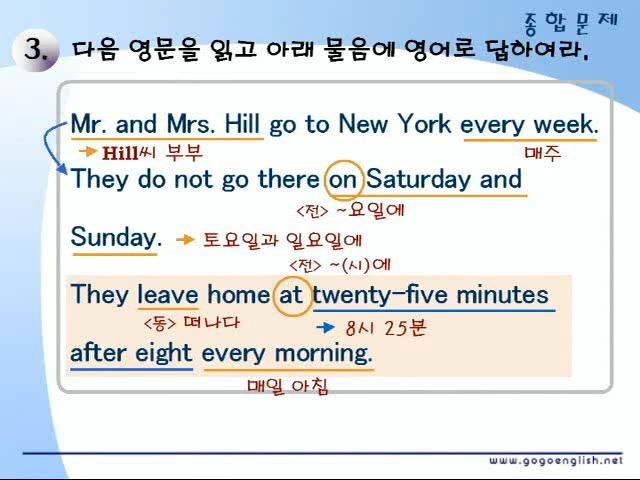 종합문제
3. 다음 영문을 읽고 아래 물음에 영어로 답하여라.
Mr. and Mrs. Hill go to New York every week.
→ Hill씨 부부
매주
They do not go there on Saturday and
<전> ~요일에
Sunday. → 토요일과 일요일에
<전> ~(시)에
They leave home at twenty-five minutes
<동> 떠나다
→ 8시 25분
after eight every morning.
매일 아침
www.gogoenglish.net